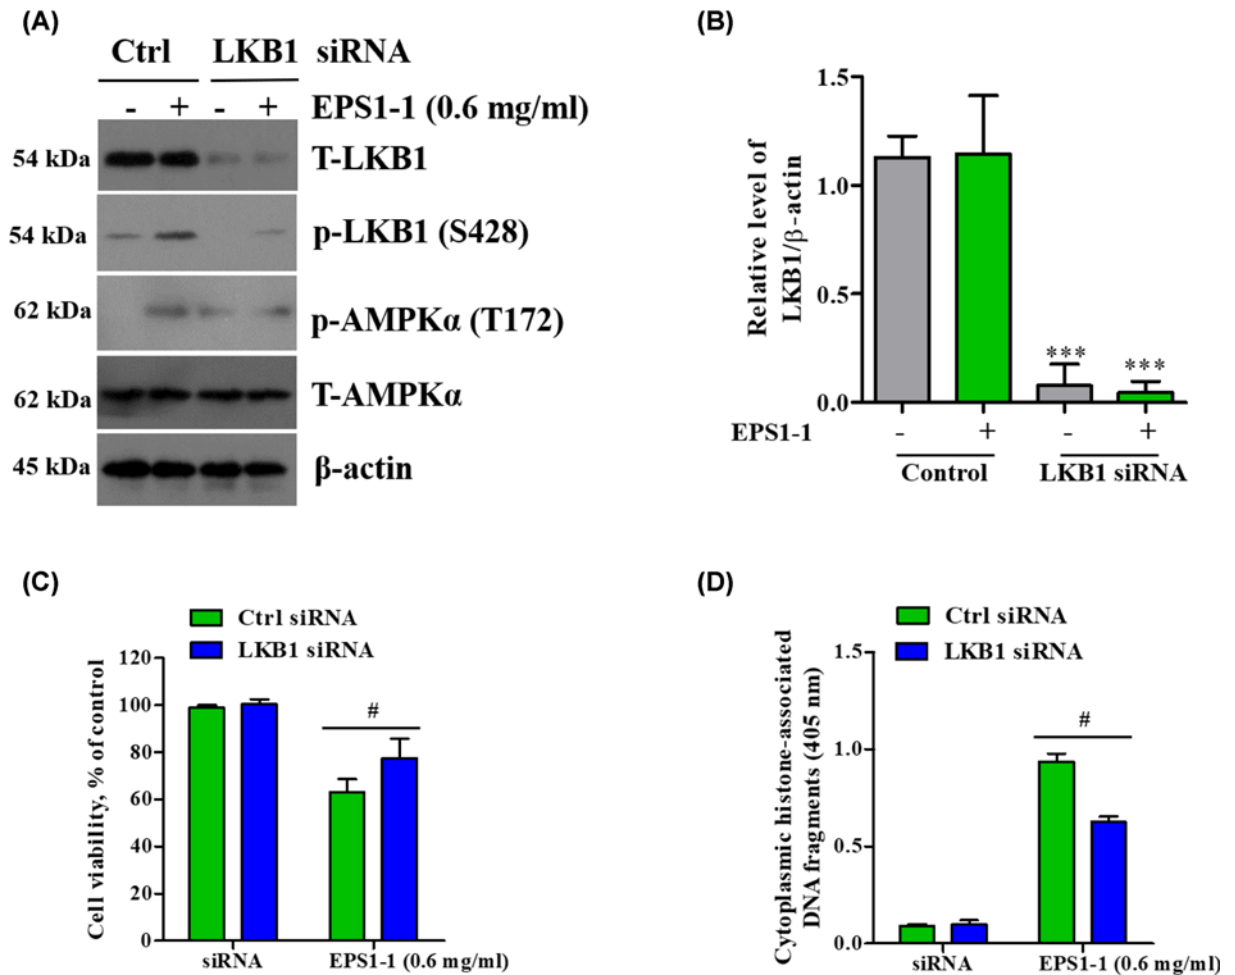 (A)
Ctrl LKB1 siRNA
- + - + EPS1-1 (0.6 mg/ml)
54 kDa T-LKB1
54 kDa p-LKB1 (S428)
62 kDa p-AMPKα (T172)
62 kDa T-AMPKα
45 kDa β-actin
(B)
Relative level of
LKB1/β-actin
1.5
1.0
0.5
0.0
*** ***
EPS1-1 - + - +
Control LKB1 siRNA
(C)
Ctrl siRNA
LKB1 siRNA
Cell viability, % of control
120
100
80
60
40
20
0
#
siRNA EPS1-1 (0.6 mg/ml)
(D)
Ctrl siRNA
LKB1 siRNA
Cytoplasmic histone-associated
DNA fragments (405 nm)
1.5
1.0
0.5
0.0
#
siRNA EPS1-1 (0.6 mg/ml)